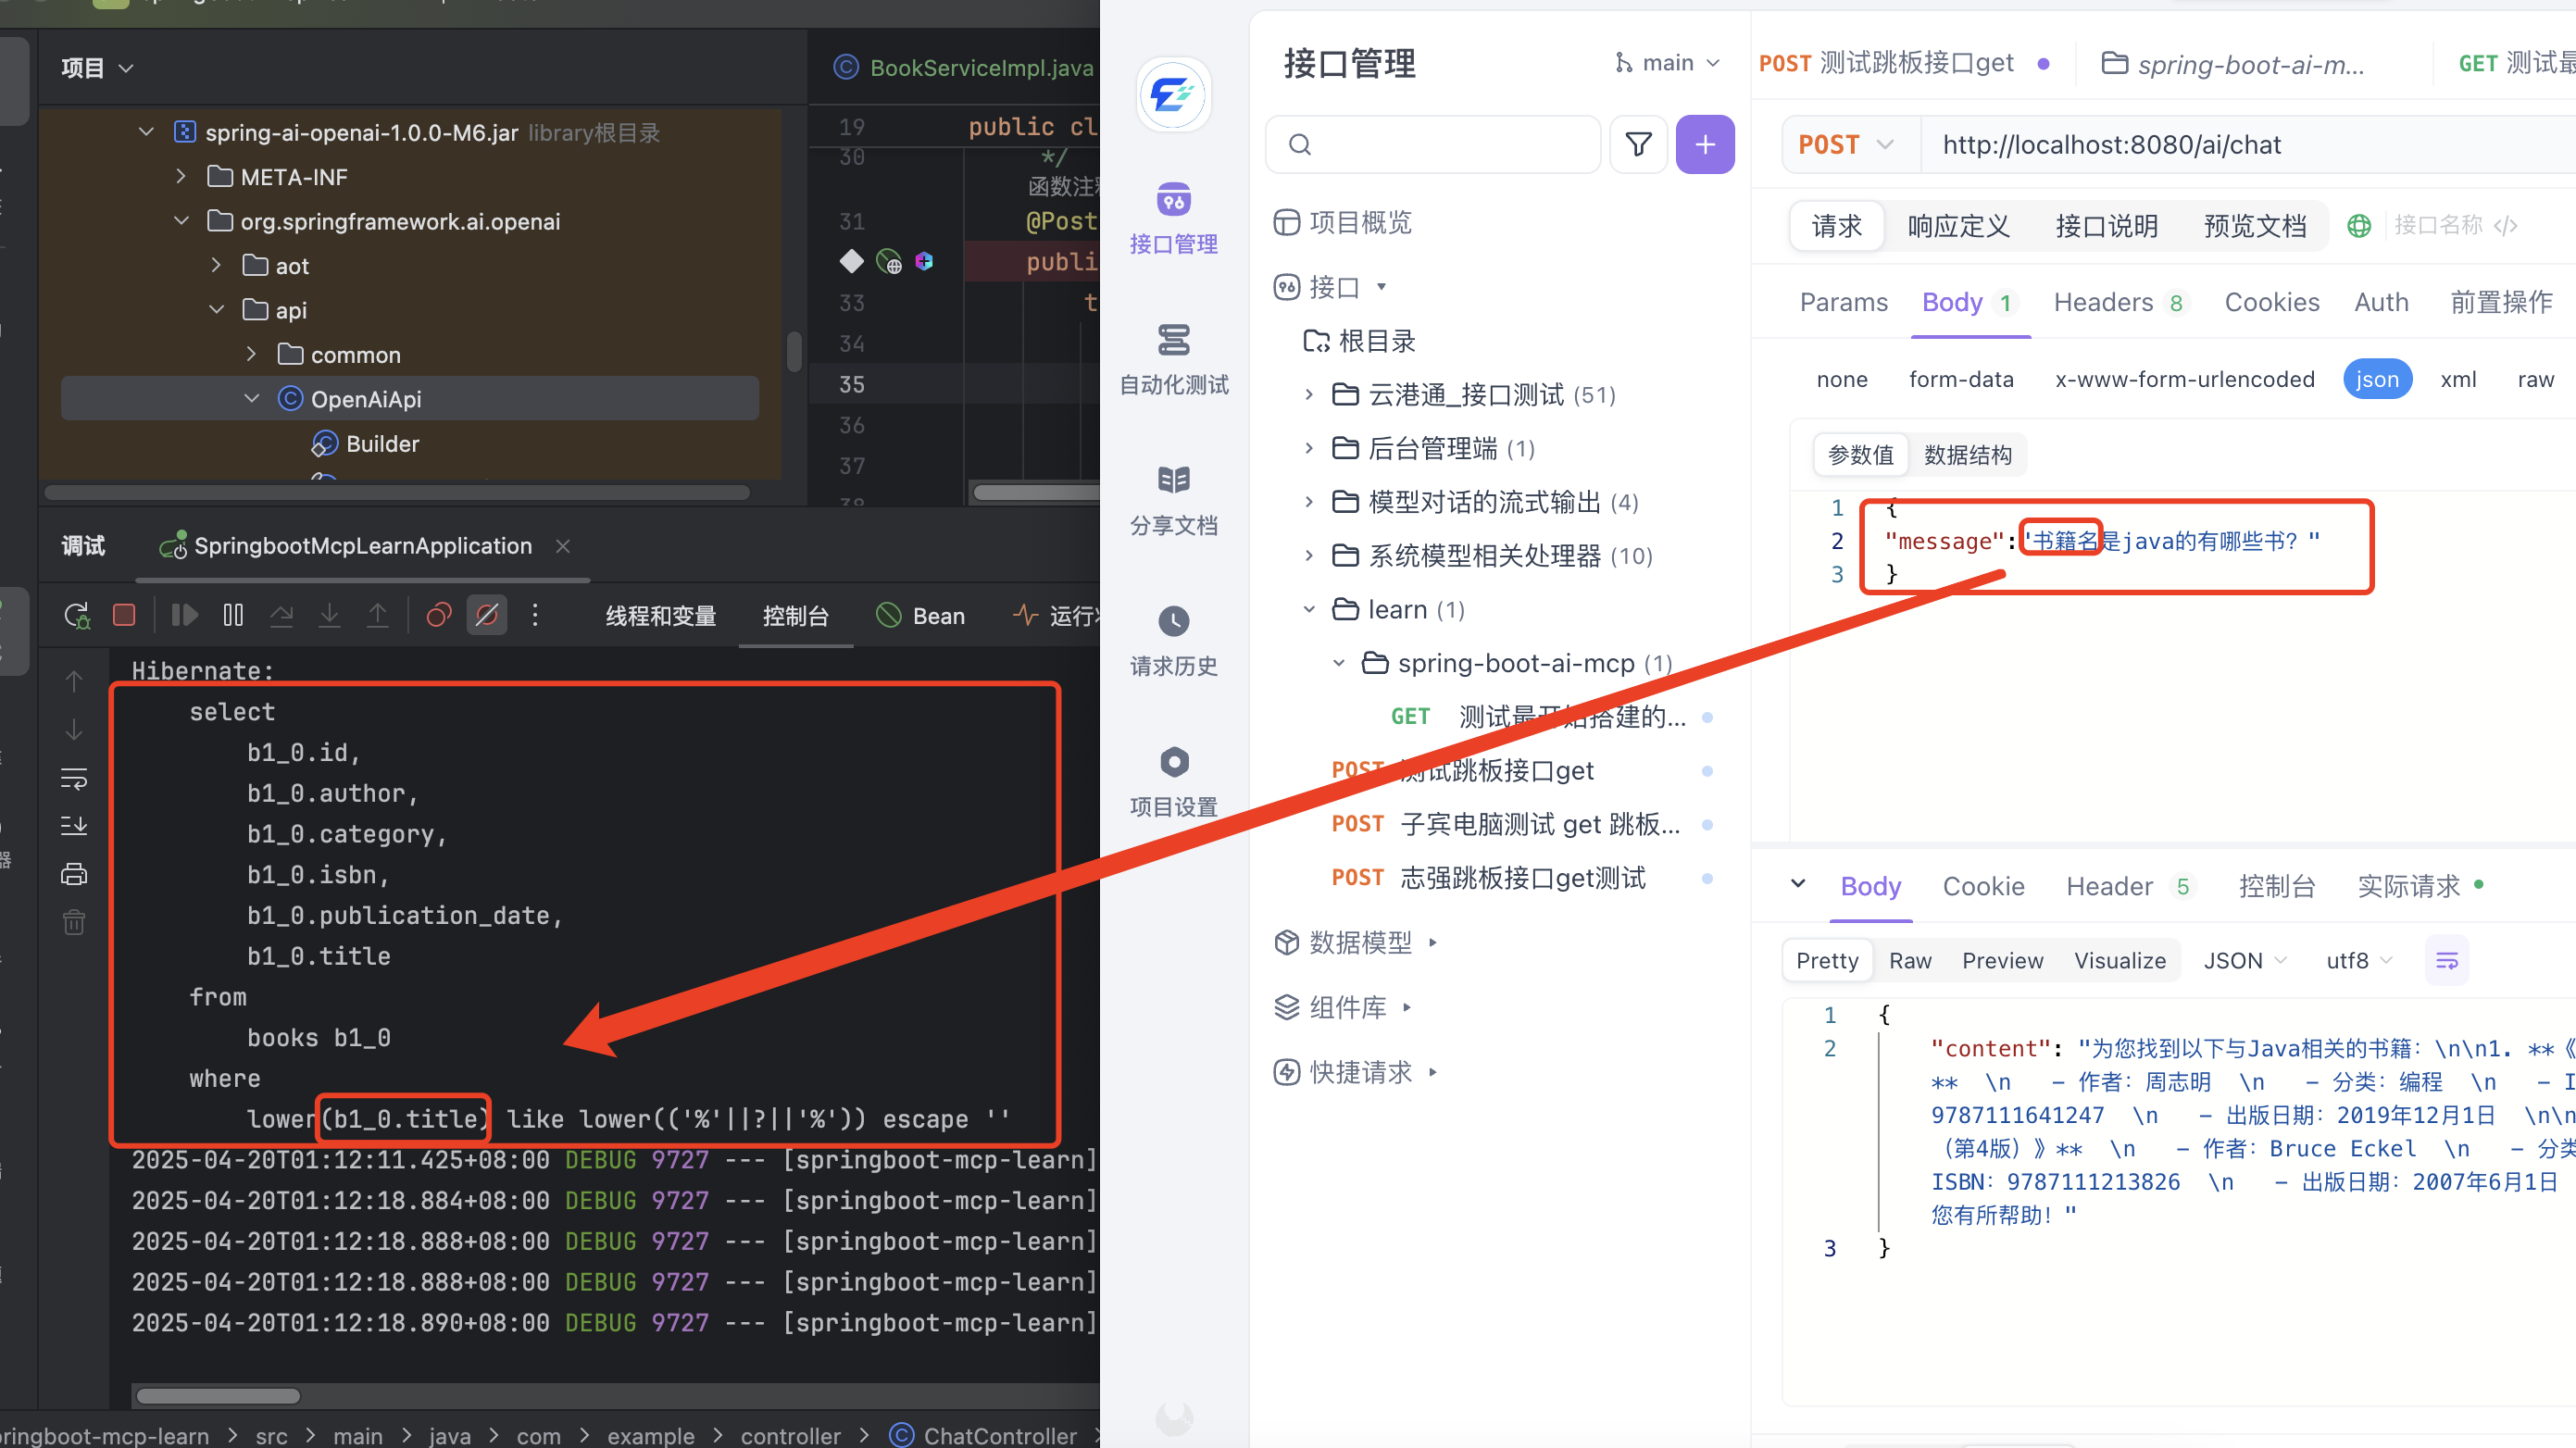 项目
spring-ai-openai-1.0.0-M6.jar library根目录
META-INF
org.springframework.ai.openai
aot
api
common
OpenAiApi
Builder
BookServiceImpl.java
19 public cl
30 */
函数注
31 @Post
publi
33 t
34
35
36
37
调试
SpringbootMcpLearnApplication
线程和变量 控制台 Bean 运行
Hibernate:
select
b1_0.id,
b1_0.author,
b1_0.category,
b1_0.isbn,
b1_0.publication_date,
b1_0.title
from
books b1_0
where
lower(b1_0.title) like lower(('%'||?||'%')) escape ''
2025-04-20T01:12:11.425+08:00 DEBUG 9727 --- [springboot-mcp-learn]
2025-04-20T01:12:18.884+08:00 DEBUG 9727 --- [springboot-mcp-learn]
2025-04-20T01:12:18.888+08:00 DEBUG 9727 --- [springboot-mcp-learn]
2025-04-20T01:12:18.888+08:00 DEBUG 9727 --- [springboot-mcp-learn]
2025-04-20T01:12:18.890+08:00 DEBUG 9727 --- [springboot-mcp-learn]
ringboot-mcp-learn > src > main > java > com > example > controller > ChatController
接口管理
自动化测试
分享文档
请求历史
项目设置
接口管理 main
项目概览
接口
根目录
云港通_接口测试 (51)
后台管理端 (1)
模型对话的流式输出 (4)
系统模型相关处理器 (10)
learn (1)
spring-boot-ai-mcp (1)
GET 测试最开始搭建的...
POST 测试跳板接口get
POST 子宾电脑测试 get 跳板...
POST 志强跳板接口get测试
数据模型
组件库
快捷请求
POST 测试跳板接口get spring-boot-ai-m... GET 测试最
POST http://localhost:8080/ai/chat
请求 响应定义 接口说明 预览文档 接口名称
Params Body 1 Headers 8 Cookies Auth 前置操作
none form-data x-www-form-urlencoded json xml raw
参数值 数据结构
1 {
2 "message":"书籍名是java的有哪些书？"
3 }
Body Cookie Header 5 控制台 实际请求
Pretty Raw Preview Visualize JSON utf8
1 {
2 "content": "为您找到以下与Java相关的书籍：\n\n1. **《
** \n - 作者：周志明 \n - 分类：编程 \n - I
9787111641247 \n - 出版日期：2019年12月1日 \n\n
（第4版）》** \n - 作者：Bruce Eckel \n - 分类
ISBN：9787111213826 \n - 出版日期：2007年6月1日
您有所帮助！"
3 }